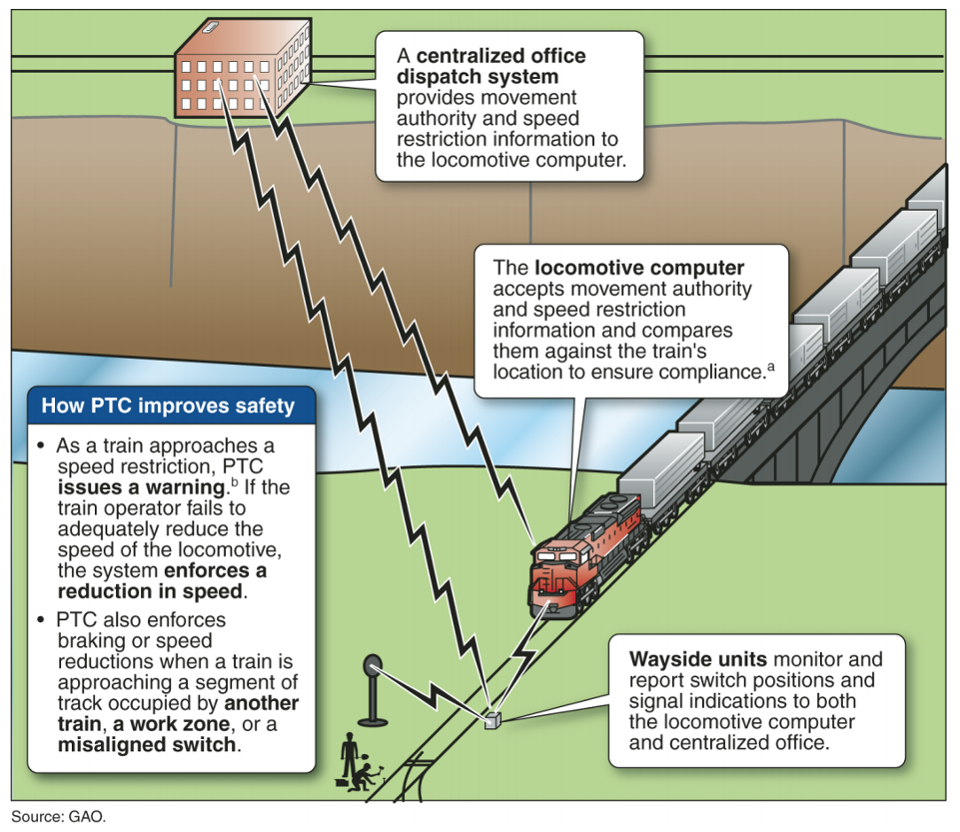 A centralized office
dispatch system
provides movement
authority and speed
restriction information to
the locomotive computer.
The locomotive computer
accepts movement authority
and speed restriction
information and compares
them against the train's
location to ensure compliance.ᵃ
How PTC improves safety
• As a train approaches a
speed restriction, PTC
issues a warning.ᵇ If the
train operator fails to
adequately reduce the
speed of the locomotive,
the system enforces a
reduction in speed.
• PTC also enforces
braking or speed
reductions when a train is
approaching a segment of
track occupied by another
train, a work zone, or a
misaligned switch.
Wayside units monitor and
report switch positions and
signal indications to both
the locomotive computer
and centralized office.
Source: GAO.